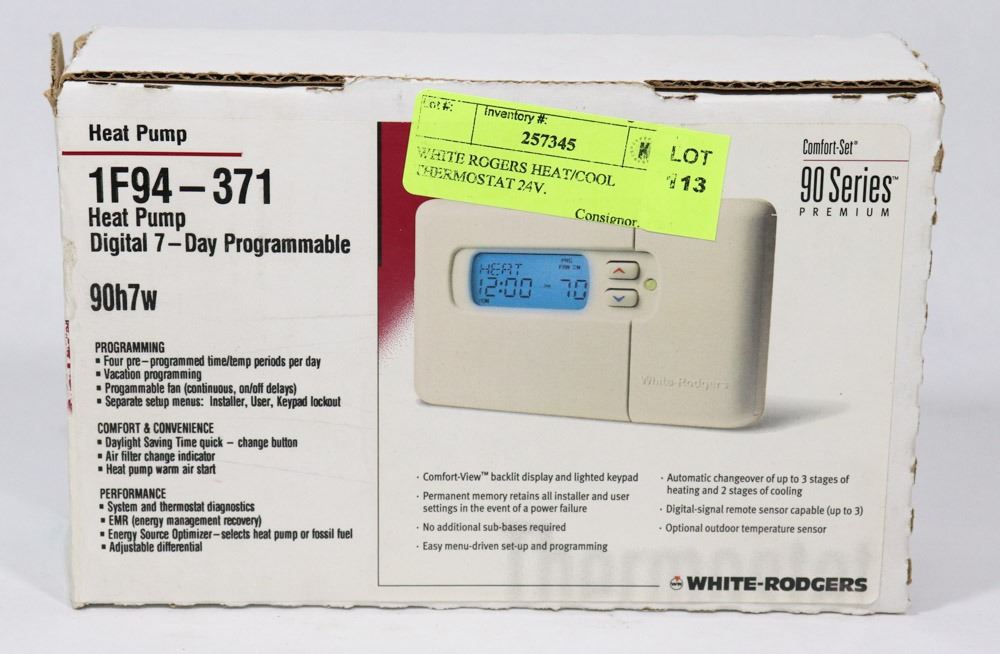 Lot #:
Inventory #:
257345
WHITE ROGERS HEAT/COOL
THERMOSTAT 24V.
Consignor.
LOT
113
Heat Pump
1F94-371
Heat Pump
Digital 7-Day Programmable
90h7w
PROGRAMMING
▪ Four pre-programmed time/temp periods per day
▪ Vacation programming
▪ Progammable fan (continuous, on/off delays)
▪ Separate setup menus: Installer, User, Keypad lockout
COMFORT & CONVENIENCE
▪ Daylight Saving Time quick - change button
▪ Air filter change indicator
▪ Heat pump warm air start
PERFORMANCE
▪ System and thermostat diagnostics
▪ EMR (energy management recovery)
▪ Energy Source Optimizer-selects heat pump or fossil fuel
▪ Adjustable differential
Comfort-Set®
90 Series™
PREMIUM
HEAT
PRG
FAN ON
12:00 - 70
White-Rodgers
· Comfort-View™ backlit display and lighted keypad
· Permanent memory retains all installer and user
settings in the event of a power failure
· No additional sub-bases required
· Easy menu-driven set-up and programming
· Automatic changeover of up to 3 stages of
heating and 2 stages of cooling
· Digital-signal remote sensor capable (up to 3)
· Optional outdoor temperature sensor
Thermostat
WHITE-RODGERS